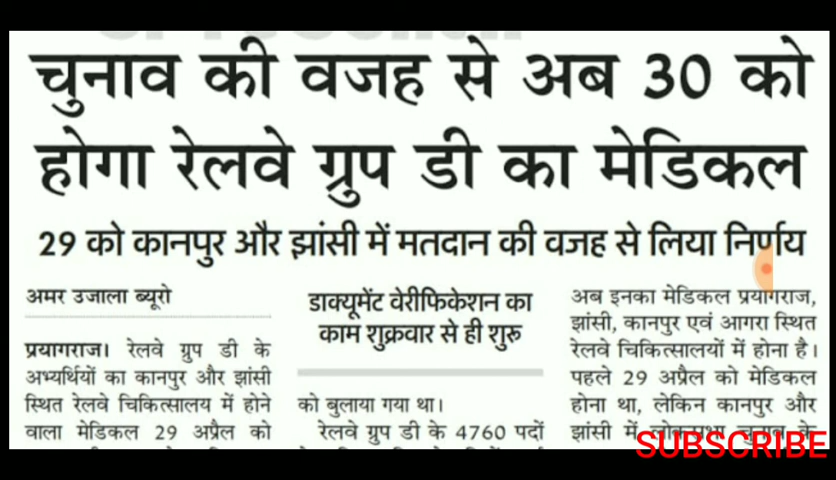 चुनाव की वजह से अब 30 को
होगा रेलवे ग्रुप डी का मेडिकल
29 को कानपुर और झांसी में मतदान की वजह से लिया निर्णय
अमर उजाला ब्यूरो
प्रयागराज। रेलवे ग्रुप डी के
अभ्यर्थियों का कानपुर और झांसी
स्थित रेलवे चिकित्सालय में होने
वाला मेडिकल 29 अप्रैल को
डाक्यूमेंट वेरीफिकेशन का
काम शुक्रवार से ही शुरू
को बुलाया गया था।
रेलवे ग्रुप डी के 4760 पदों
अब इनका मेडिकल प्रयागराज,
झांसी, कानपुर एवं आगरा स्थित
रेलवे चिकित्सालयों में होना है।
पहले 29 अप्रैल को मेडिकल
होना था, लेकिन कानपुर और
झांसी में लोकसभा चुनाव के
SUBSCRIBE